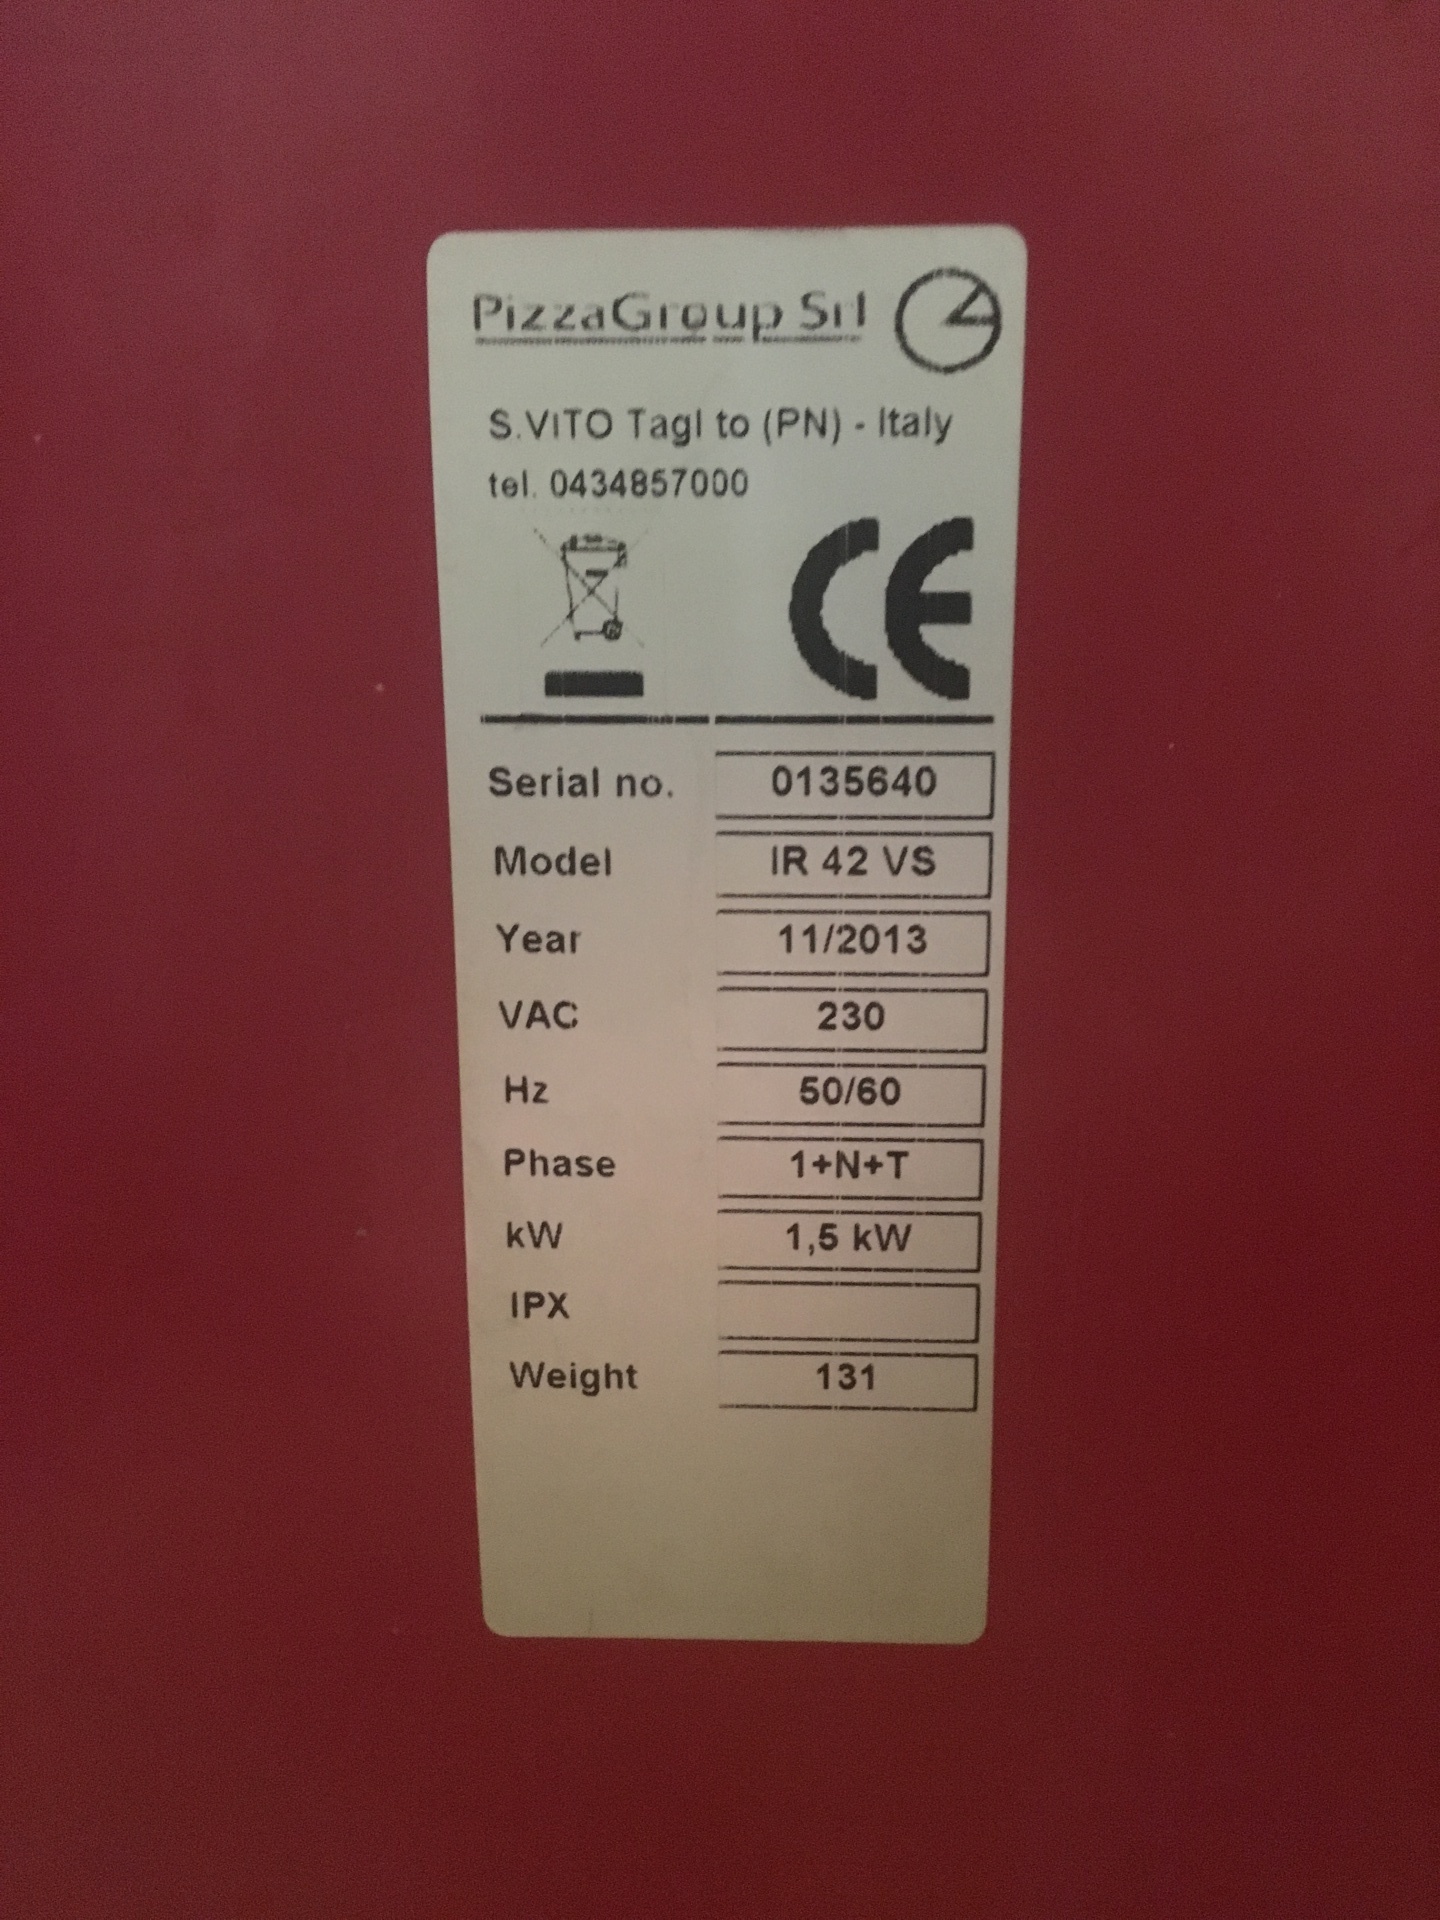 PizzaGroup Srl
S.VITO Tagl to (PN) - Italy
tel. 0434857000
CE
Serial no. 0135640
Model IR 42 VS
Year 11/2013
VAC 230
Hz 50/60
Phase 1+N+T
kW 1,5 kW
IPX
Weight 131